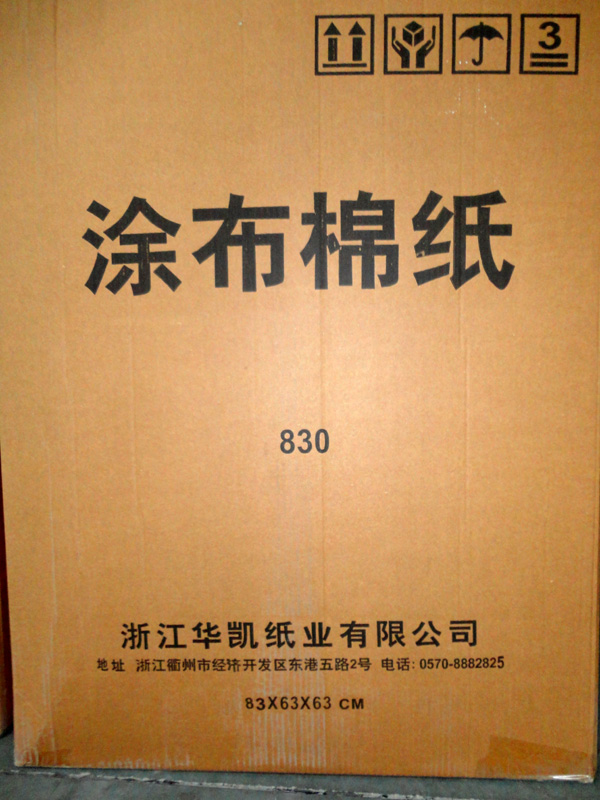 3
涂布棉纸
830
浙江华凯纸业有限公司
地址 浙江衢州市经济开发区东港五路2号 电话:0570-8882825
83X63X63 CM